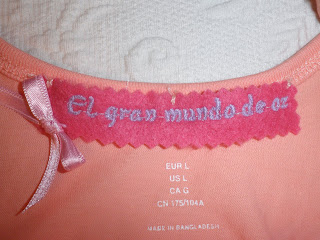 El gran mundo de oz
EUR L
US L
CA G
CN 175/104A
MADE IN BANGLADESH